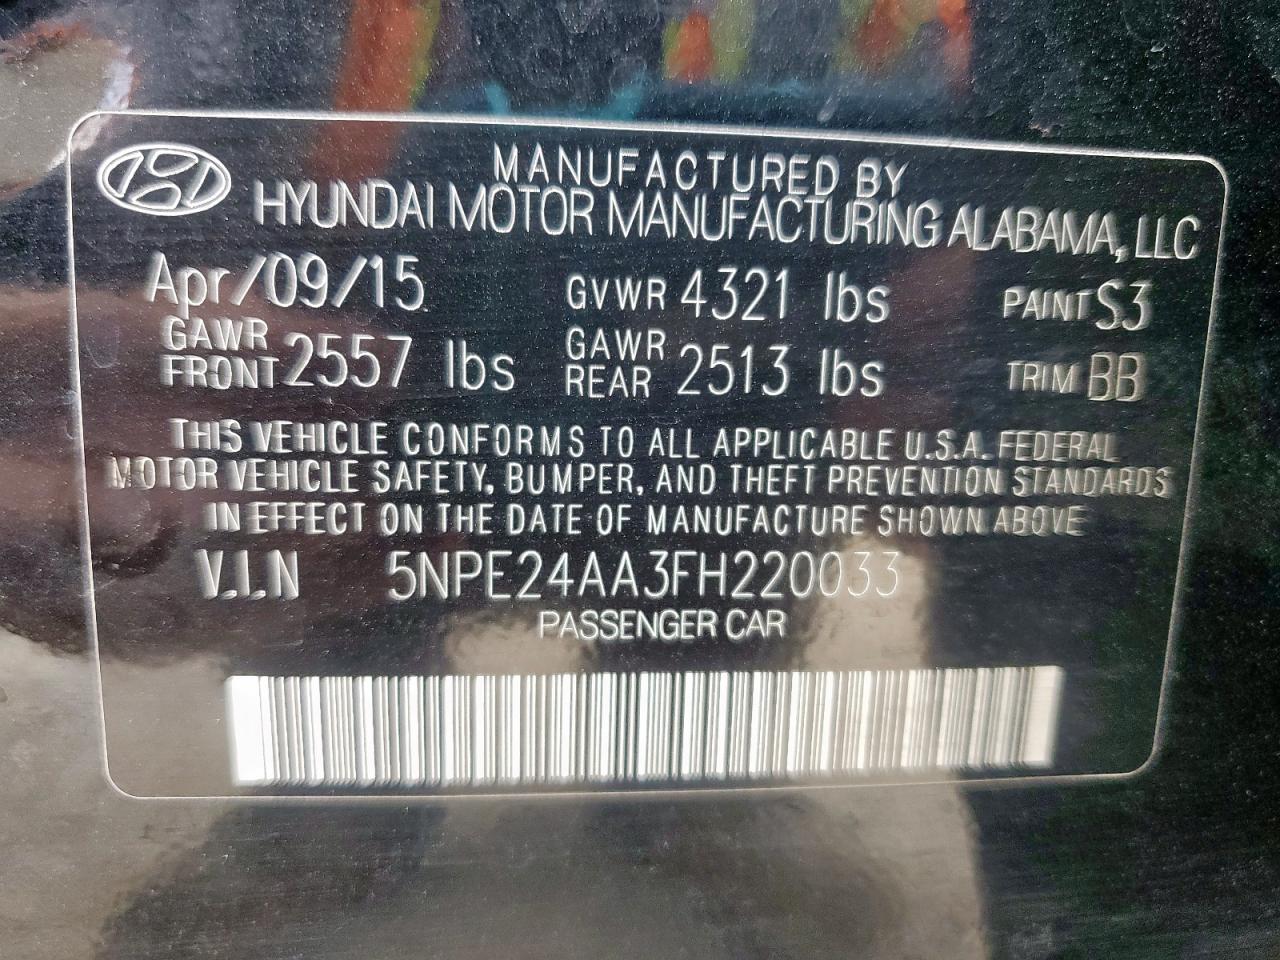 MANUFACTURED BY
HYUNDAI MOTOR MANUFACTURING ALABAMA, LLC
Apr/09/15 GVWR 4321 lbs PAINT S3
GAWR FRONT 2557 lbs GAWR REAR 2513 lbs TRIM BB
THIS VEHICLE CONFORMS TO ALL APPLICABLE U.S.A. FEDERAL
MOTOR VEHICLE SAFETY, BUMPER, AND THEFT PREVENTION STANDARDS
IN EFFECT ON THE DATE OF MANUFACTURE SHOWN ABOVE
V.I.N 5NPE24AA3FH220033
PASSENGER CAR